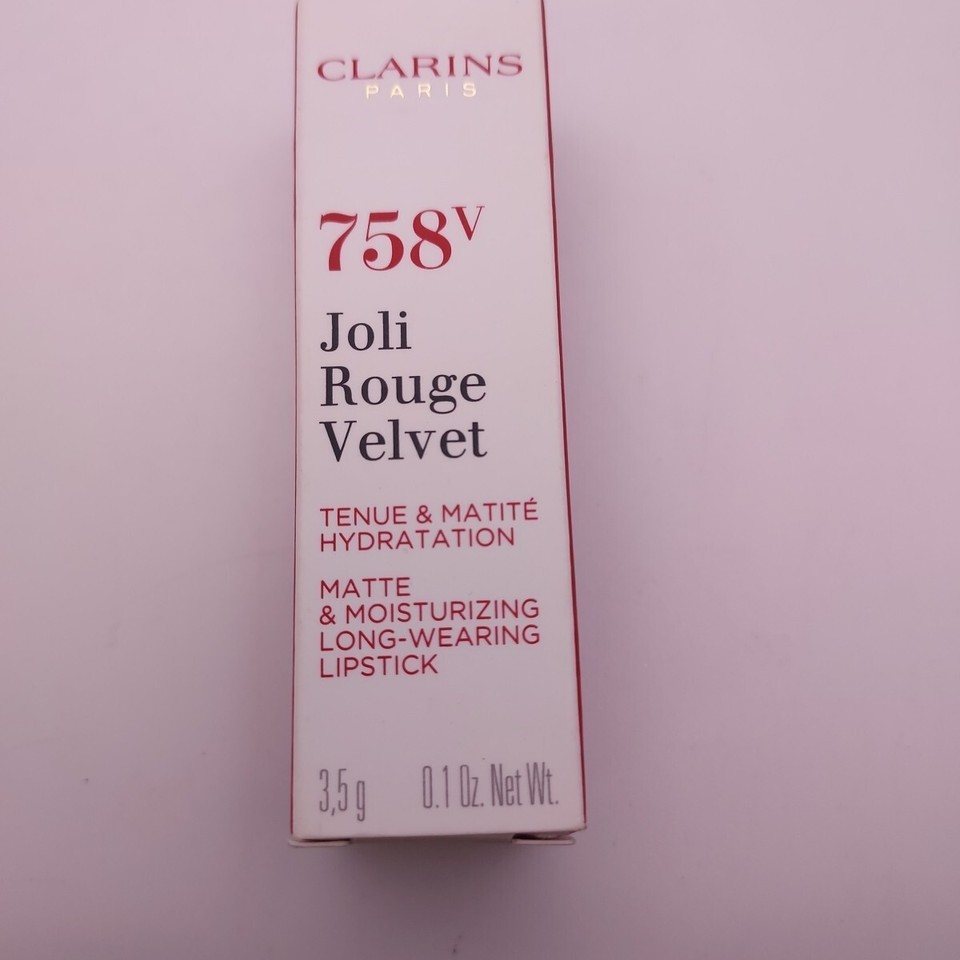 CLARINS
PARIS
758V
Joli
Rouge
Velvet
TENUE & MATITÉ
HYDRATATION
MATTE
& MOISTURIZING
LONG-WEARING
LIPSTICK
3,5 g 0.1 Oz. Net Wt.